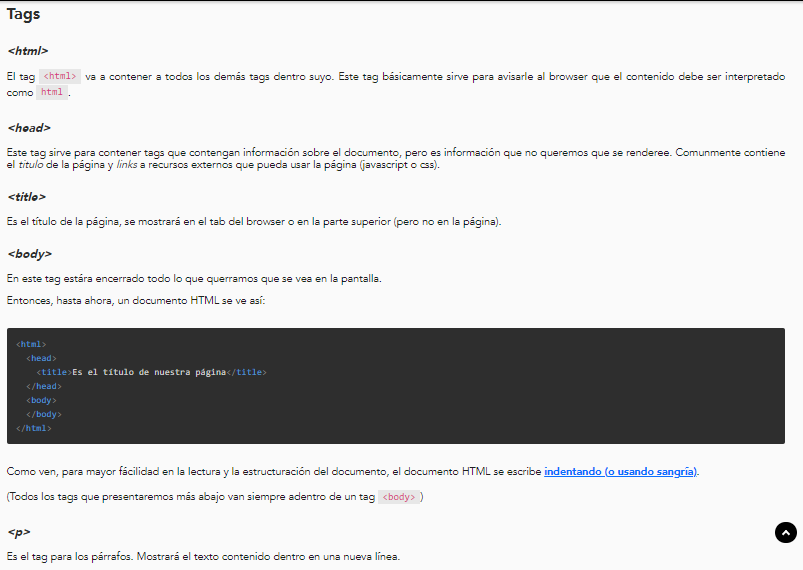 Tags
<html>
El tag <html> va a contener a todos los demás tags dentro suyo. Este tag básicamente sirve para avisarle al browser que el contenido debe ser interpretado
como html.
<head>
Este tag sirve para contener tags que contengan información sobre el documento, pero es información que no queremos que se renderee. Comunmente contiene
el título de la página y links a recursos externos que pueda usar la página (javascript o css).
<title>
Es el título de la página, se mostrará en el tab del browser o en la parte superior (pero no en la página).
<body>
En este tag estára encerrado todo lo que querramos que se vea en la pantalla.
Entonces, hasta ahora, un documento HTML se ve así:
<html>
  <head>
    <title>Es el título de nuestra página</title>
  </head>
  <body>
  </body>
</html>
Como ven, para mayor fácilidad en la lectura y la estructuración del documento, el documento HTML se escribe indentando (o usando sangría).
(Todos los tags que presentaremos más abajo van siempre adentro de un tag <body> )
<p>
Es el tag para los párrafos. Mostrará el texto contenido dentro en una nueva línea.